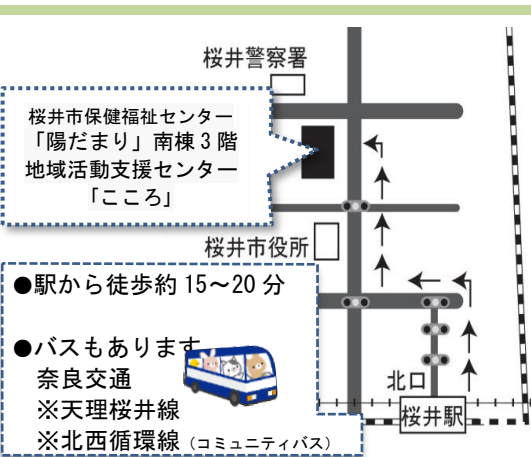 桜井警察署
桜井市保健福祉センター
「陽だまり」南棟3階
地域活動支援センター
「こころ」
桜井市役所
●駅から徒歩約15～20分
●バスもあります
奈良交通
※天理桜井線
※北西循環線（コミュニティバス）
北口
桜井駅